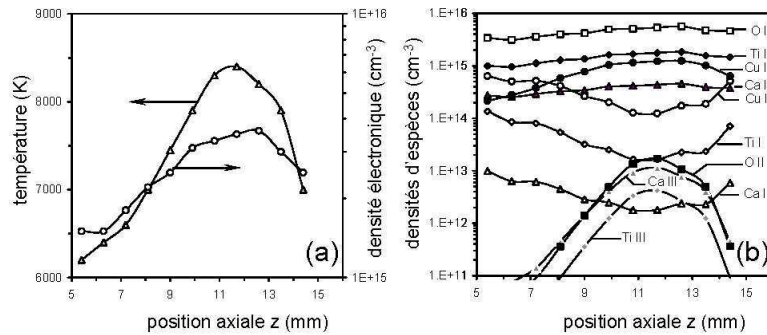 (a)
9000
8000
7000
6000
température (K)
1.E+16
1.E+15
densité électronique (cm-3)
5 7 9 11 13 15
position axiale z (mm)
(b)
1.E+16
1.E+15
1.E+14
1.E+13
1.E+12
1.E+11
densités d'espèces (cm-3)
O I
Ti I
Cu I
Ca I
Cu I
Ti I
O II
Ca III
Ca I
Ti III
5 7 9 11 13 15
position axiale z (mm)